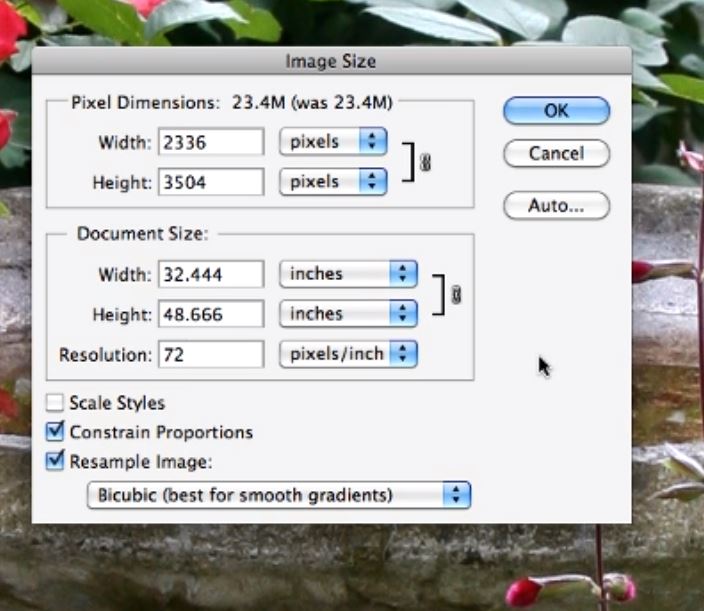 Image Size
Pixel Dimensions: 23.4M (was 23.4M)
OK
Width: 2336 pixels
Cancel
Height: 3504 pixels
Auto...
Document Size:
Width: 32.444 inches
Height: 48.666 inches
Resolution: 72 pixels/inch
Scale Styles
Constrain Proportions
Resample Image:
Bicubic (best for smooth gradients)